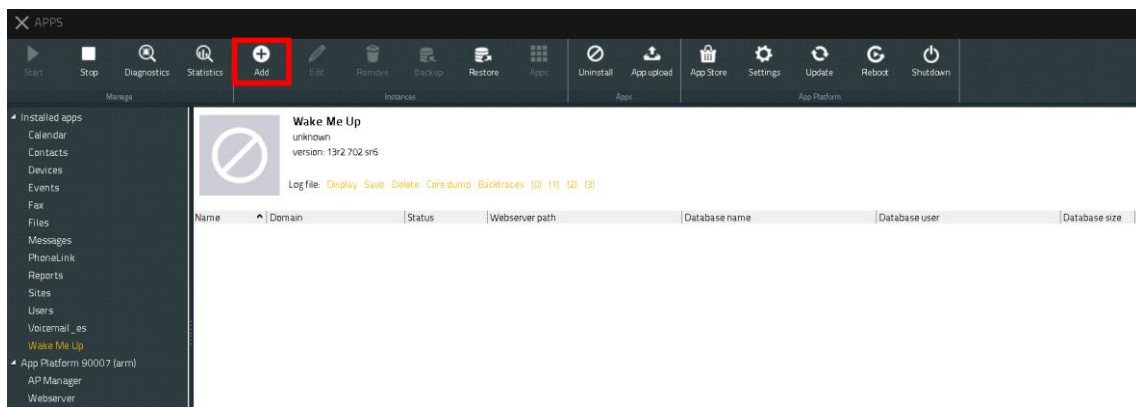 APPS
Start Stop Diagnostics Statistics Add Edit Remove Backup Restore Apps Uninstall App upload App Store Settings Update Reboot Shutdown
Manage Instances Apps App Platform
Installed apps
Calendar
Contacts
Devices
Events
Fax
Files
Messages
PhoneLink
Reports
Sites
Users
Voicemail_es
Wake Me Up
App Platform 90007 (arm)
AP Manager
Webserver
Wake Me Up
unknown
version: 13r2 702 sr6
Log file: Display Save Delete Core dump Backtraces (0) (1) (2) (3)
Name Domain Status Webserver path Database name Database user Database size